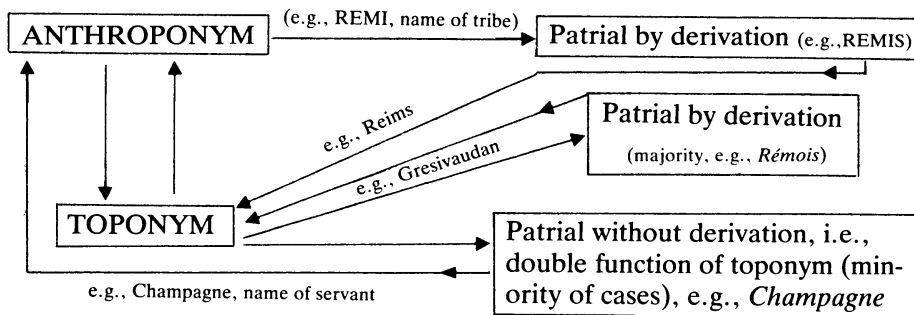 (e.g., REMI, name of tribe)
ANTHROPONYM
Patrial by derivation (e.g.,REMIS)
e.g., Reims
Patrial by derivation
(majority, e.g., Rémois)
e.g., Gresivaudan
TOPONYM
Patrial without derivation, i.e.,
double function of toponym (min-
ority of cases), e.g., Champagne
e.g., Champagne, name of servant